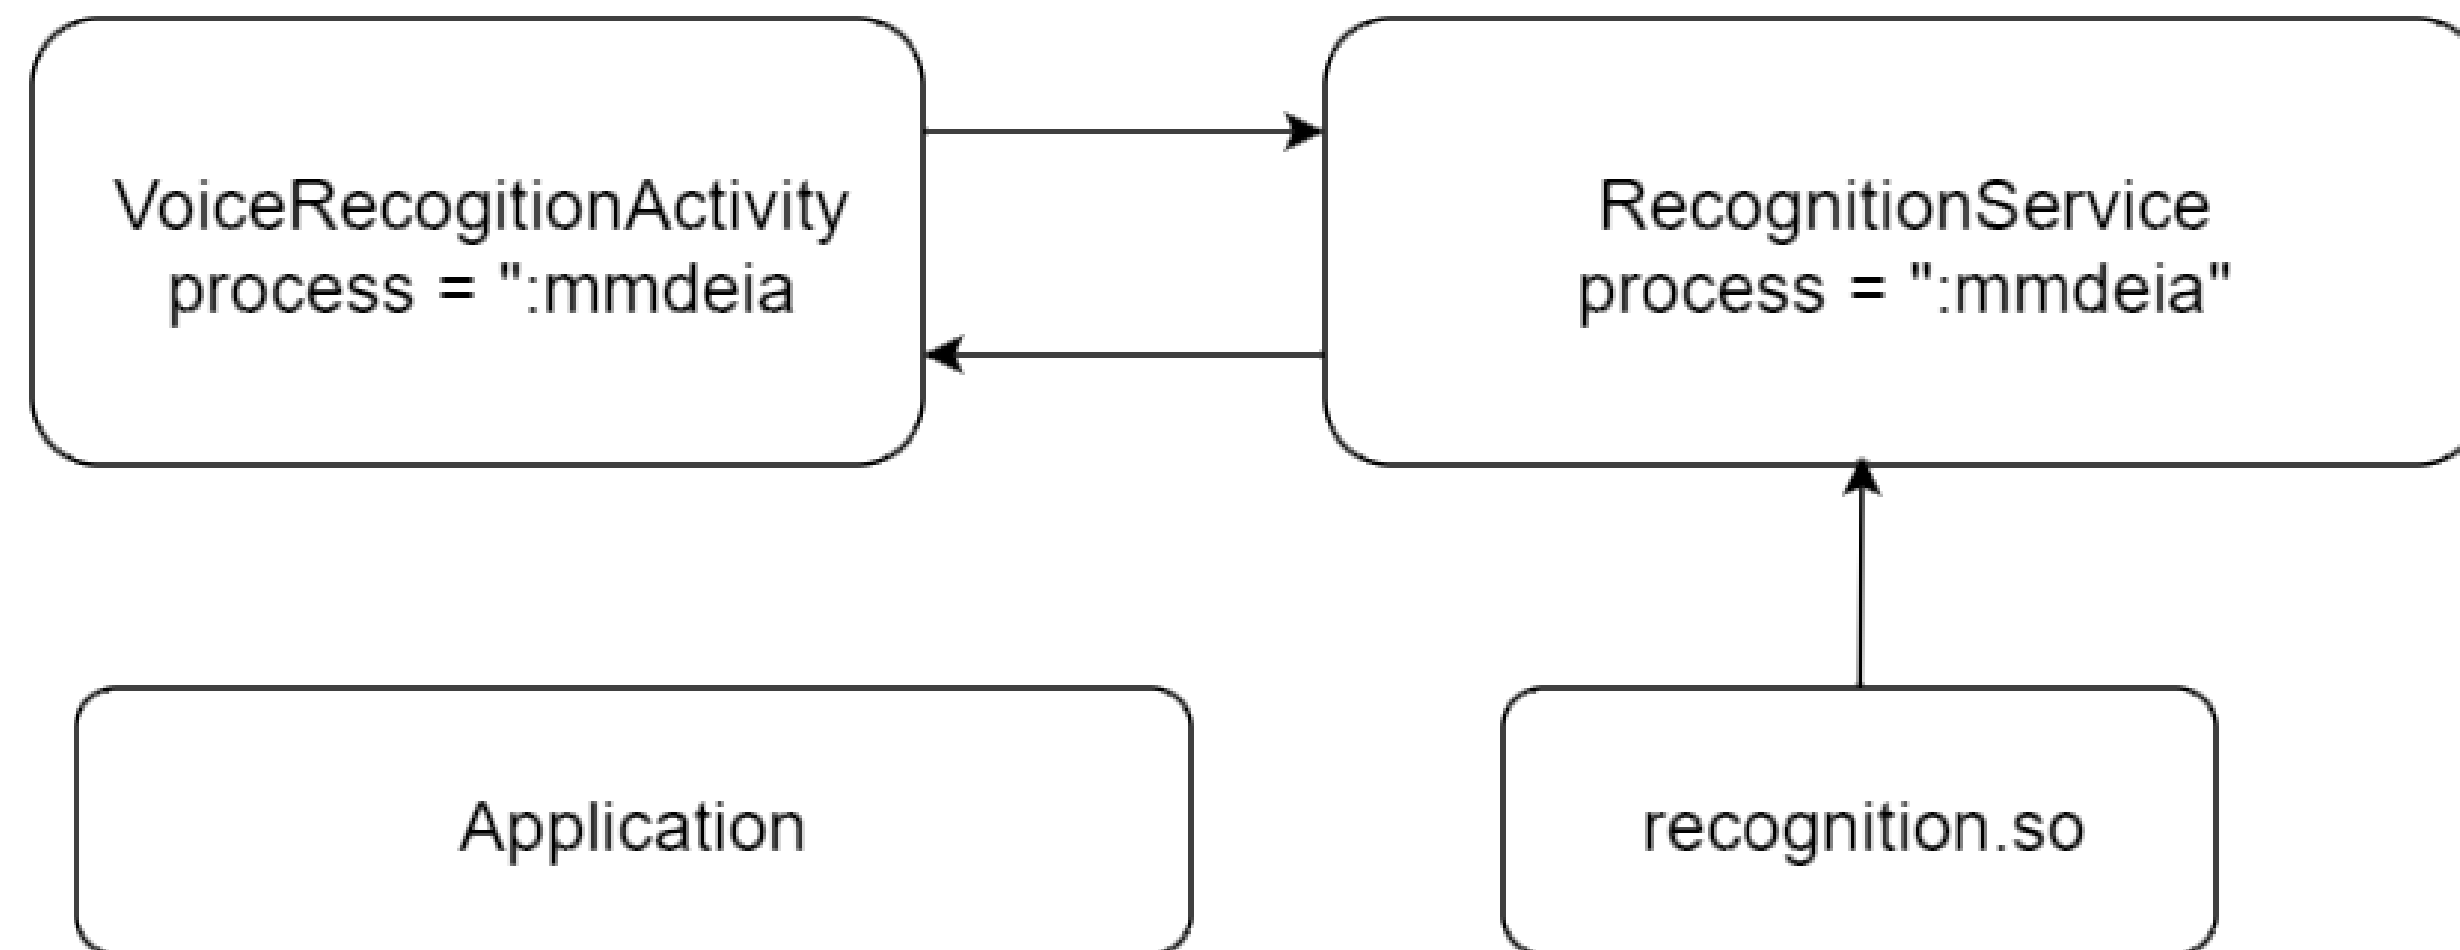 VoiceRecogitionActivity
process = ":mmdeia
RecognitionService
process = ":mmdeia"
Application
recognition.so